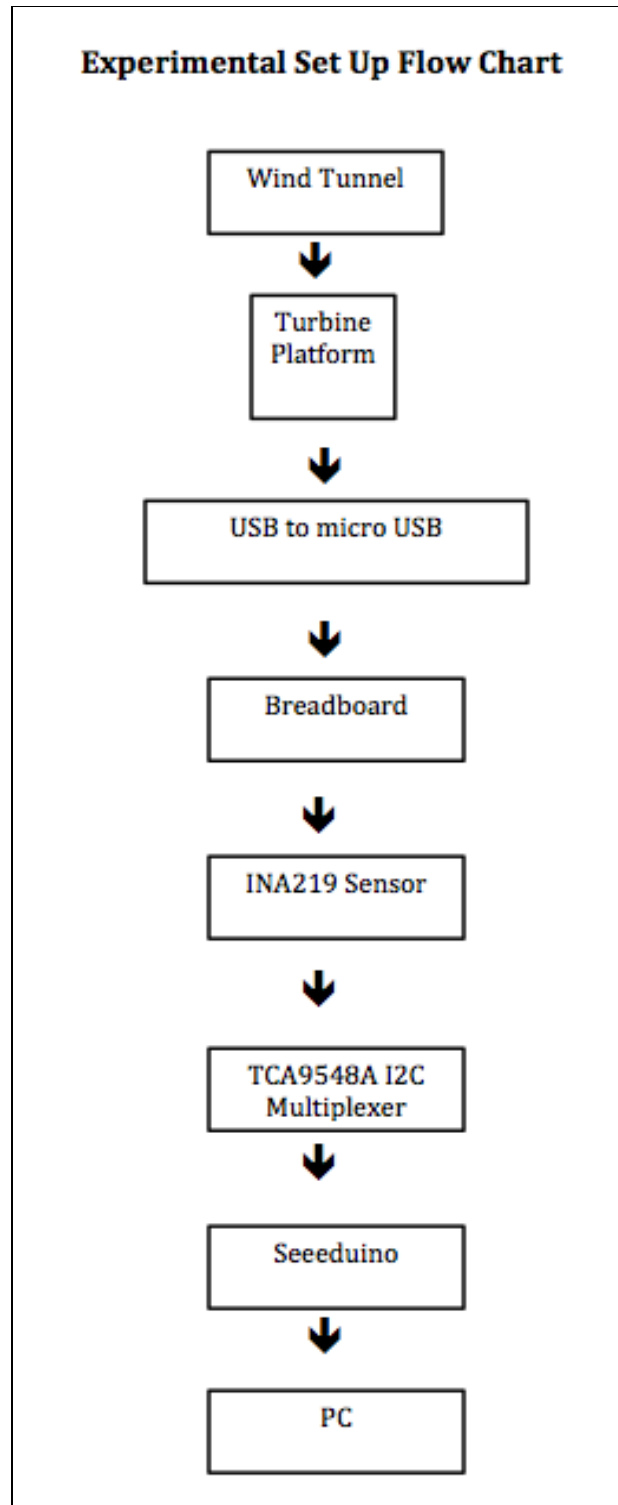 Experimental Set Up Flow Chart
Wind Tunnel
Turbine
Platform
USB to micro USB
Breadboard
INA219 Sensor
TCA9548A I2C
Multiplexer
Seeeduino
PC